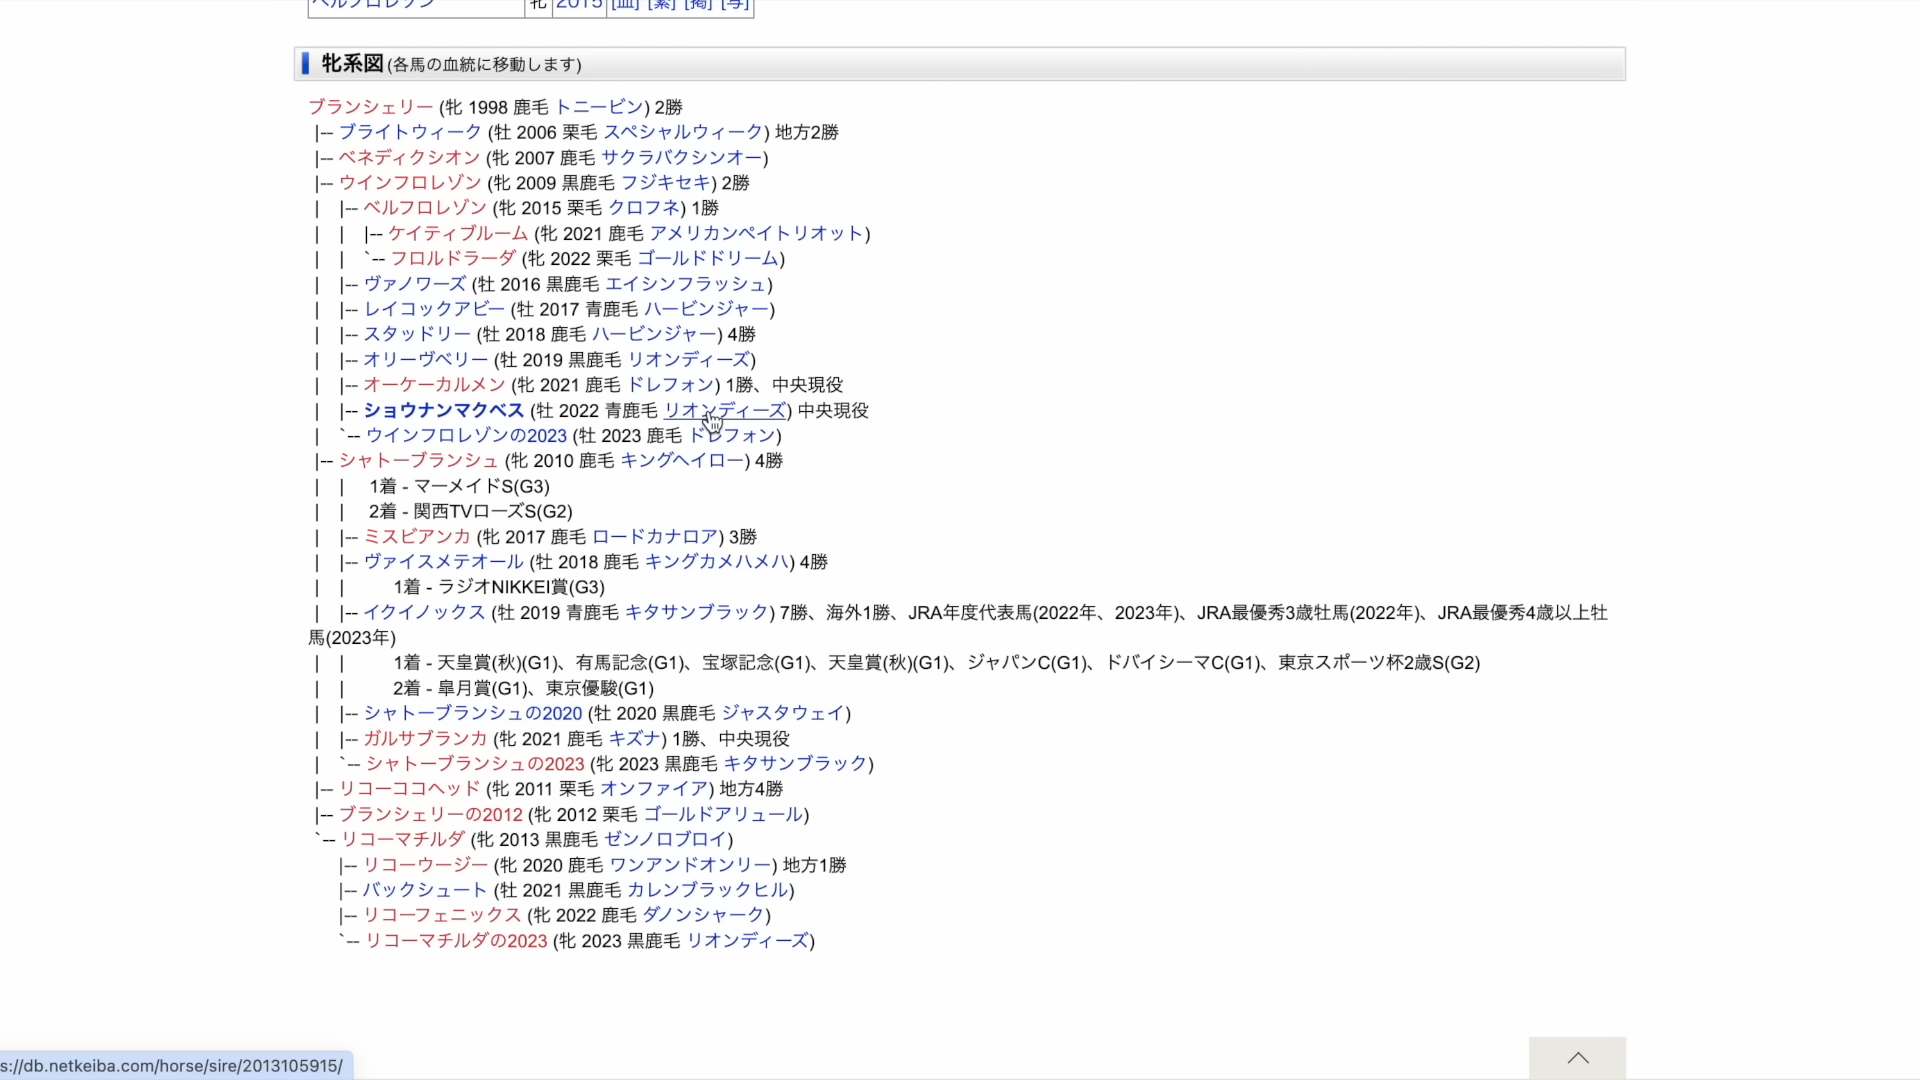 ベルフロレゾン 牝 2015 [血] [繁] [掲] [写]
牝系図(各馬の血統に移動します)
ブランシェリー (牝 1998 鹿毛 トニービン) 2勝
|-- ブライトウィーク (牡 2006 栗毛 スペシャルウィーク) 地方2勝
|-- ベネディクシオン (牝 2007 鹿毛 サクラバクシンオー)
|-- ウインフロレゾン (牝 2009 黒鹿毛 フジキセキ) 2勝
| |-- ベルフロレゾン (牝 2015 栗毛 クロフネ) 1勝
| | |-- ケイティブルーム (牝 2021 鹿毛 アメリカンペイトリオット)
| | `-- フロルドラーダ (牝 2022 栗毛 ゴールドドリーム)
| |-- ヴァノワーズ (牡 2016 黒鹿毛 エイシンフラッシュ)
| |-- レイコックアビー (牡 2017 青鹿毛 ハービンジャー)
| |-- スタッドリー (牡 2018 鹿毛 ハービンジャー) 4勝
| |-- オリーヴベリー (牡 2019 黒鹿毛 リオンディーズ)
| |-- オーケーカルメン (牝 2021 鹿毛 ドレフォン) 1勝、中央現役
| |-- ショウナンマクベス (牡 2022 青鹿毛 リオンディーズ) 中央現役
| `-- ウインフロレゾンの2023 (牡 2023 鹿毛 ドレフォン)
|-- シャトーブランシュ (牝 2010 鹿毛 キングヘイロー) 4勝
| | 1着 - マーメイドS(G3)
| | 2着 - 関西TVローズS(G2)
| |-- ミスビアンカ (牝 2017 鹿毛 ロードカナロア) 3勝
| |-- ヴァイスメテオール (牡 2018 鹿毛 キングカメハメハ) 4勝
| | 1着 - ラジオNIKKEI賞(G3)
| |-- イクイノックス (牡 2019 青鹿毛 キタサンブラック) 7勝、海外1勝、JRA年度代表馬(2022年、2023年)、JRA最優秀3歳牡馬(2022年)、JRA最優秀4歳以上牡
馬(2023年)
| | 1着 - 天皇賞(秋)(G1)、有馬記念(G1)、宝塚記念(G1)、天皇賞(秋)(G1)、ジャパンC(G1)、ドバイシーマC(G1)、東京スポーツ杯2歳S(G2)
| | 2着 - 皐月賞(G1)、東京優駿(G1)
| |-- シャトーブランシュの2020 (牡 2020 黒鹿毛 ジャスタウェイ)
| |-- ガルサブランカ (牝 2021 鹿毛 キズナ) 1勝、中央現役
| `-- シャトーブランシュの2023 (牝 2023 黒鹿毛 キタサンブラック)
|-- リコーココヘッド (牝 2011 栗毛 オンファイア) 地方4勝
|-- ブランシェリーの2012 (牝 2012 栗毛 ゴールドアリュール)
`-- リコーマチルダ (牝 2013 黒鹿毛 ゼンノロブロイ)
|-- リコーウージー (牝 2020 鹿毛 ワンアンドオンリー) 地方1勝
|-- バックシュート (牡 2021 黒鹿毛 カレンブラックヒル)
|-- リコーフェニックス (牝 2022 鹿毛 ダノンシャーク)
`-- リコーマチルダの2023 (牝 2023 黒鹿毛 リオンディーズ)
s://db.netkeiba.com/horse/sire/2013105915/